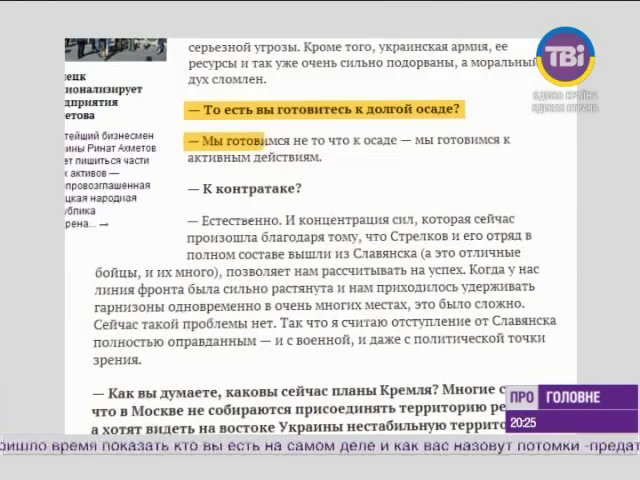 серьезной угрозы. Кроме того, украинская армия, ее
ресурсы и так уже очень сильно подорваны, а моральный
дух сломлен.
— То есть вы готовитесь к долгой осаде?
— Мы готовимся не то что к осаде — мы готовимся к
активным действиям.
— К контратаке?
— Естественно. И концентрация сил, которая сейчас
произошла благодаря тому, что Стрелков и его отряд в
полном составе вышли из Славянска (а это отличные
бойцы, и их много), позволяет нам рассчитывать на успех. Когда у нас
линия фронта была сильно растянута и нам приходилось удерживать
гарнизоны одновременно в очень многих местах, это было сложно.
Сейчас такой проблемы нет. Так что я считаю отступление от Славянска
полностью оправданным — и с военной, и даже с политической точки
зрения.
— Как вы думаете, каковы сейчас планы Кремля? Многие с
что в Москве не собираются присоединять территорию ре
а хотят видеть на востоке Украины нестабильную террито
нецк
ционализирует
едприятия
етова
тейший бизнесмен
ины Ринат Ахметов
ет лишиться части
х активов —
провозглашенная
цкая народная
ублика
ерена... →
ТВі
ЄДИНА КРАЇНА
ЕДИНАЯ СТРАНА
ПРО ГОЛОВНЕ
20:25
ришло время показать кто вы есть на самом деле и как вас назовут потомки -предат